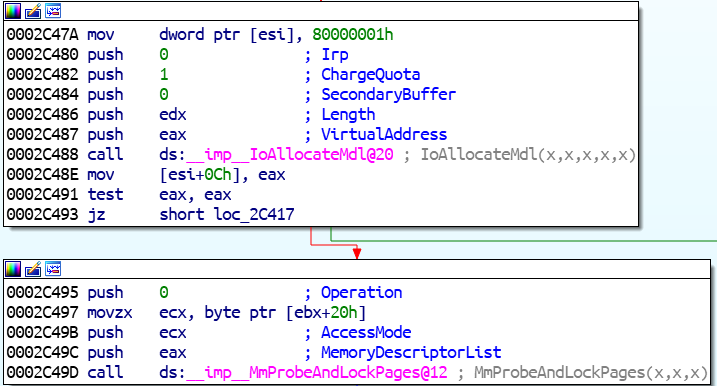 0002C47A mov dword ptr [esi], 80000001h
0002C480 push 0 ; Irp
0002C482 push 1 ; ChargeQuota
0002C484 push 0 ; SecondaryBuffer
0002C486 push edx ; Length
0002C487 push eax ; VirtualAddress
0002C488 call ds:__imp__IoAllocateMdl@20 ; IoAllocateMdl(x,x,x,x,x)
0002C48E mov [esi+0Ch], eax
0002C491 test eax, eax
0002C493 jz short loc_2C417
0002C495 push 0 ; Operation
0002C497 movzx ecx, byte ptr [ebx+20h]
0002C49B push ecx ; AccessMode
0002C49C push eax ; MemoryDescriptorList
0002C49D call ds:__imp__MmProbeAndLockPages@12 ; MmProbeAndLockPages(x,x,x)